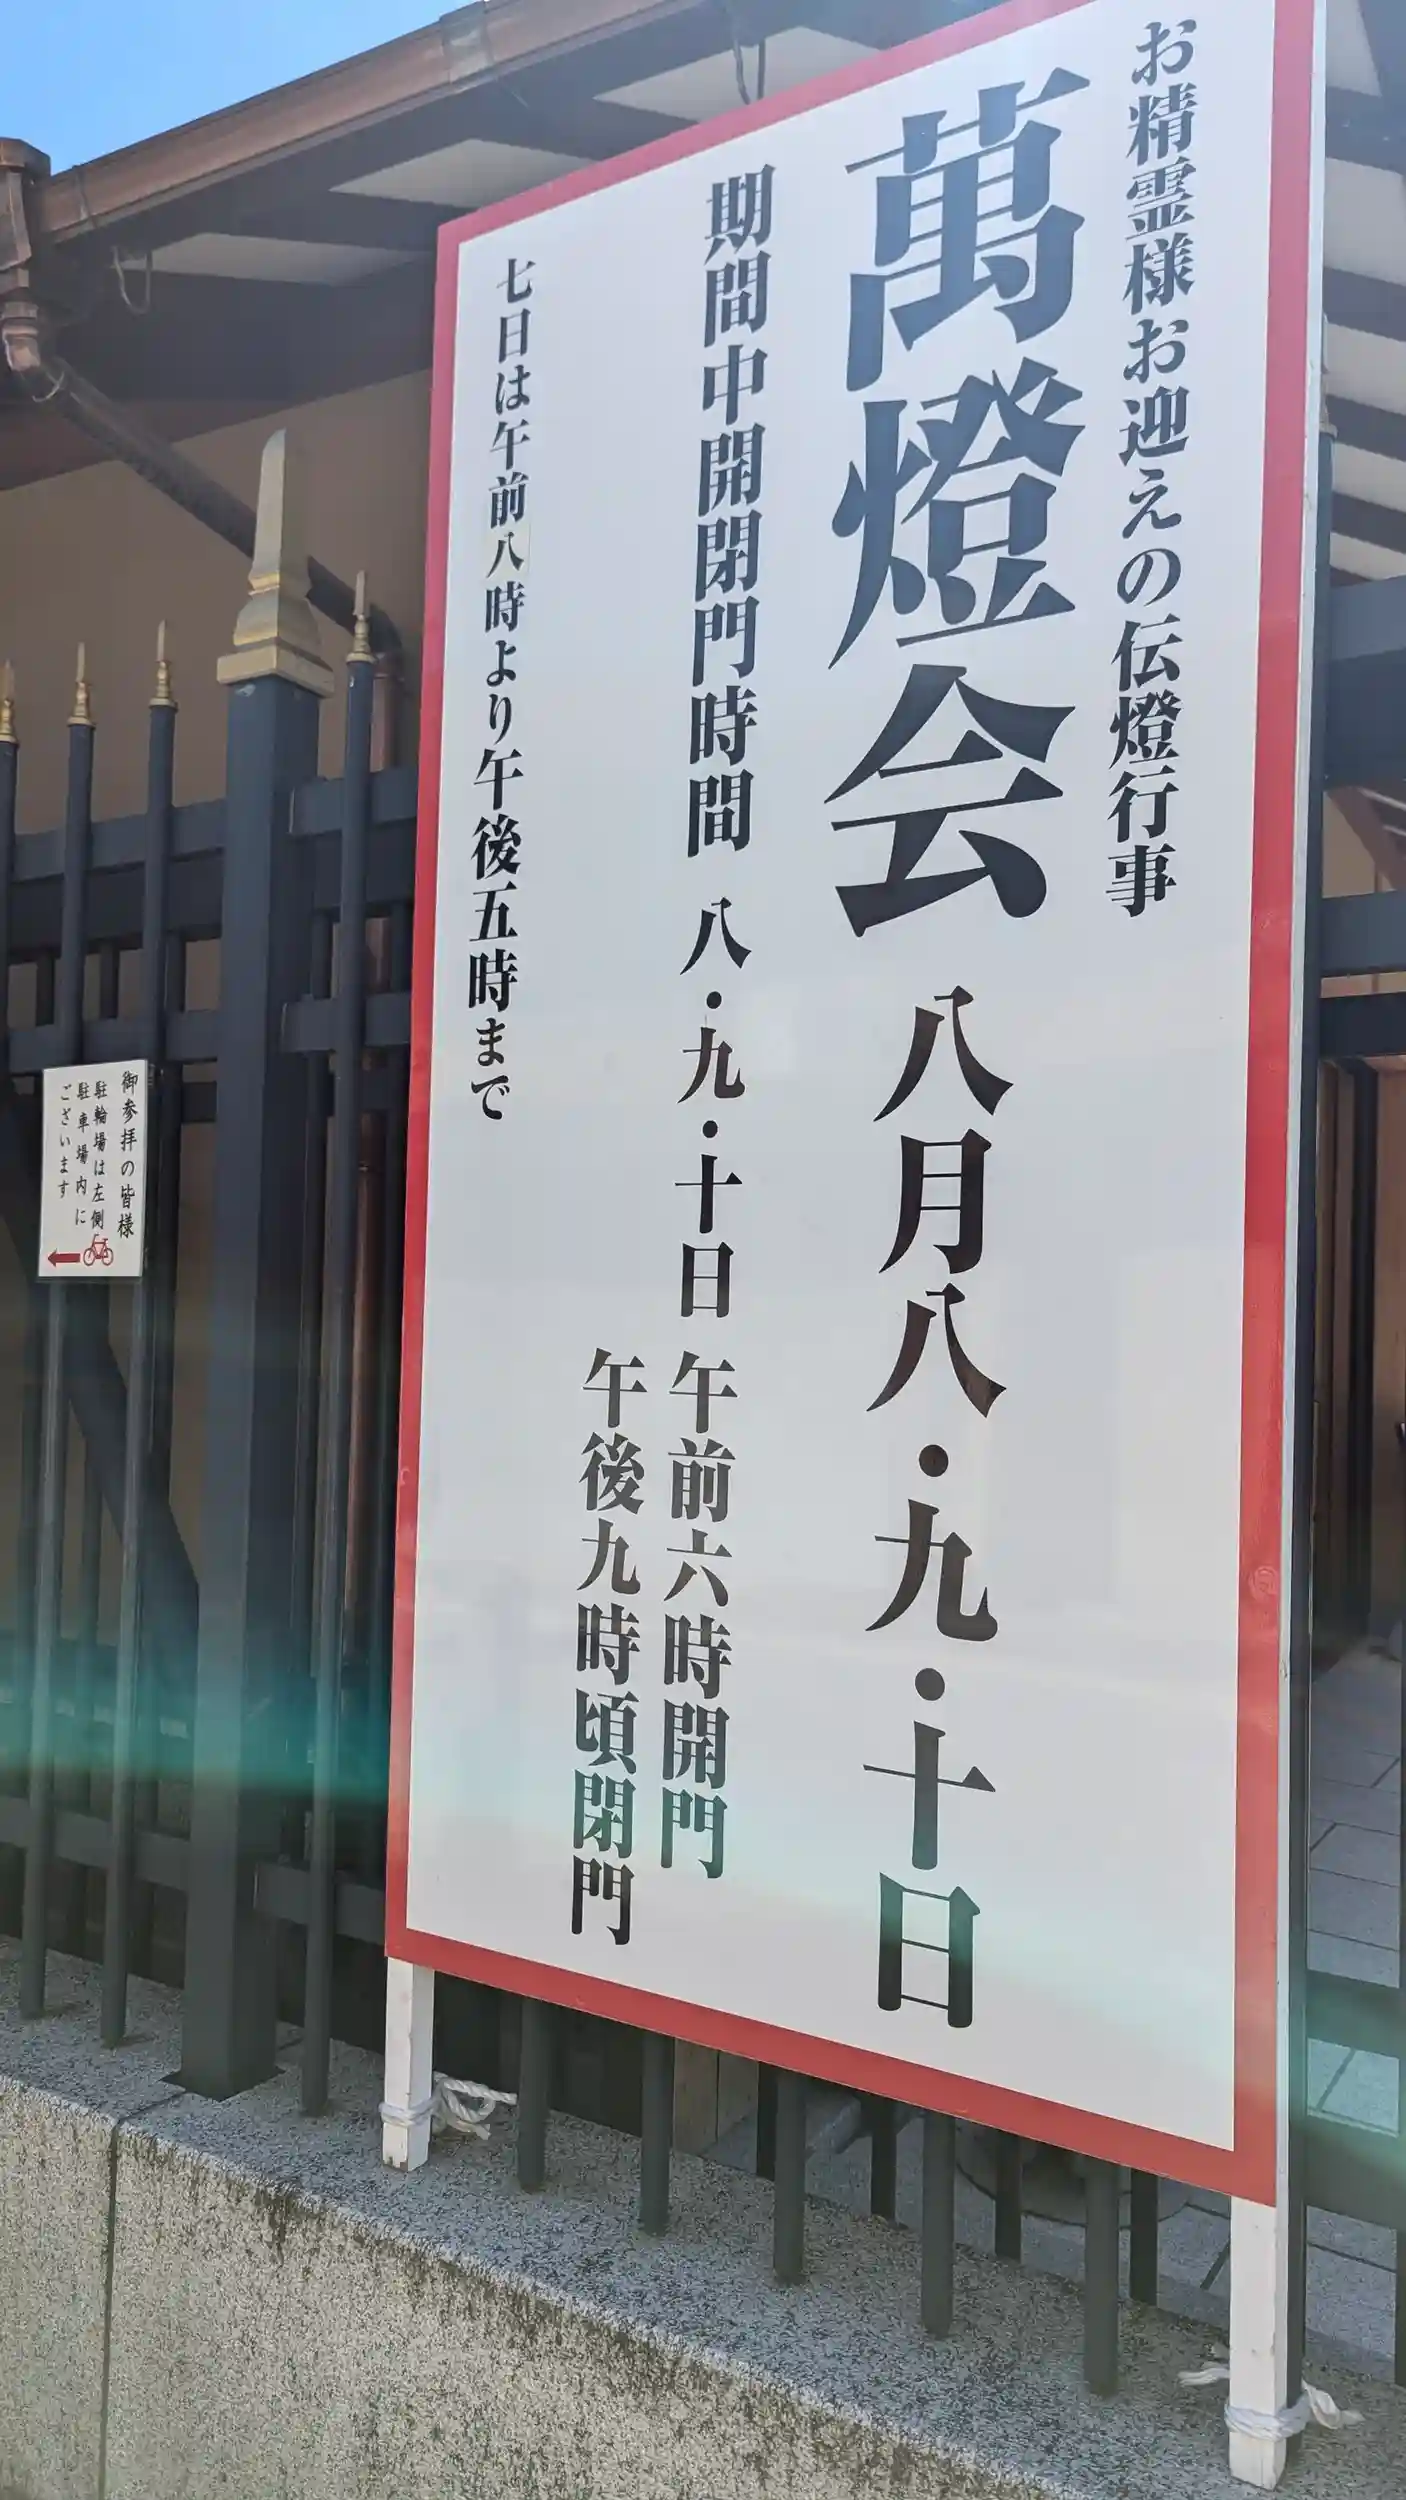 お精霊様お迎えの伝燈行事
萬燈会 八月八・九・十日
期間中開閉門時間 八・九・十日 午前六時開門
午後九時頃閉門
七日は午前八時より午後五時まで
御参拝の皆様
駐輪場は左側
駐車場内に
ございます